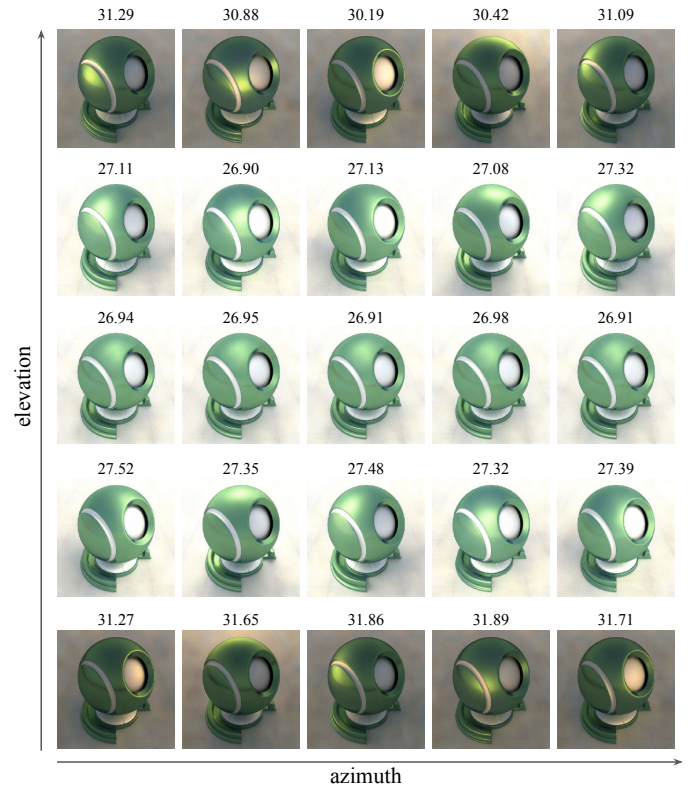 31.29 30.88 30.19 30.42 31.09
27.11 26.90 27.13 27.08 27.32
26.94 26.95 26.91 26.98 26.91
elevation
27.52 27.35 27.48 27.32 27.39
31.27 31.65 31.86 31.89 31.71
azimuth